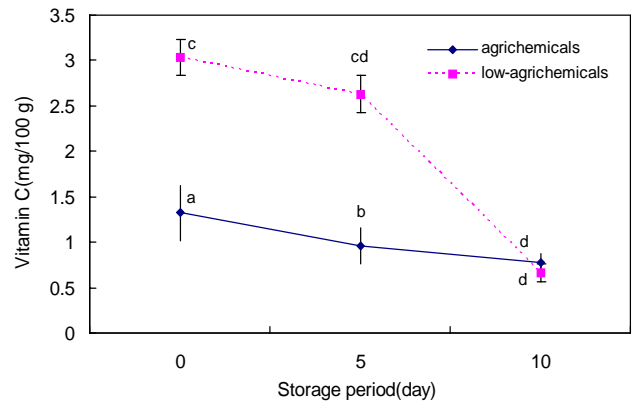 3.5
3
2.5
2
1.5
1
0.5
0
Vitamin C(mg/100 g)
agrichemicals
low-agrichemicals
c
cd
a
b
d
d
0 5 10
Storage period(day)